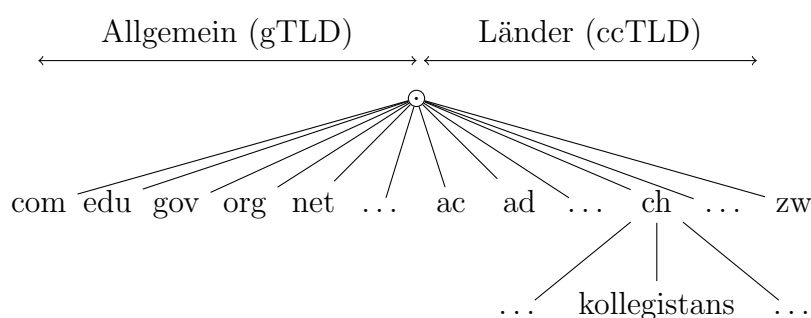 Allgemein (gTLD) Länder (ccTLD)
com edu gov org net ... ac ad ... ch ... zw
... kollegistans ...